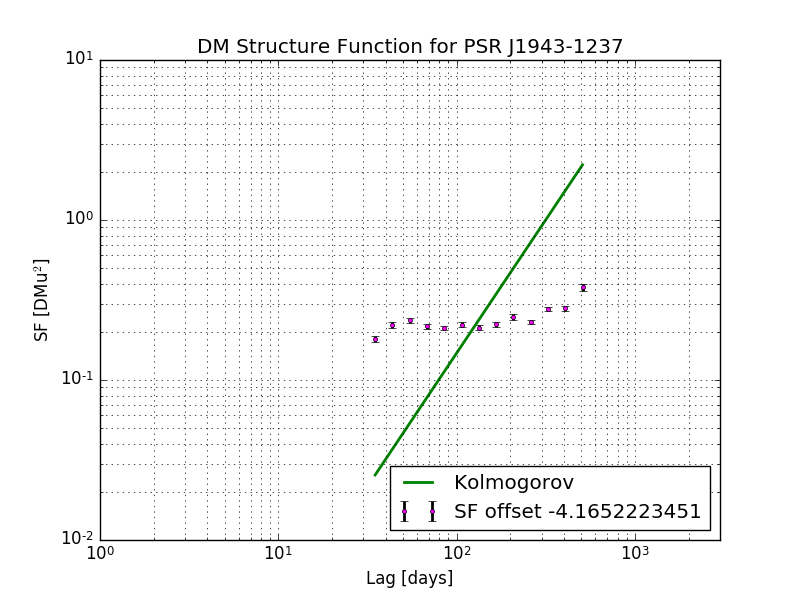 DM Structure Function for PSR J1943-1237
10¹
10⁰
10⁻¹
10⁻²
SF [DMu²]
Kolmogorov
SF offset -4.1652223451
10⁰ 10¹ 10² 10³
Lag [days]